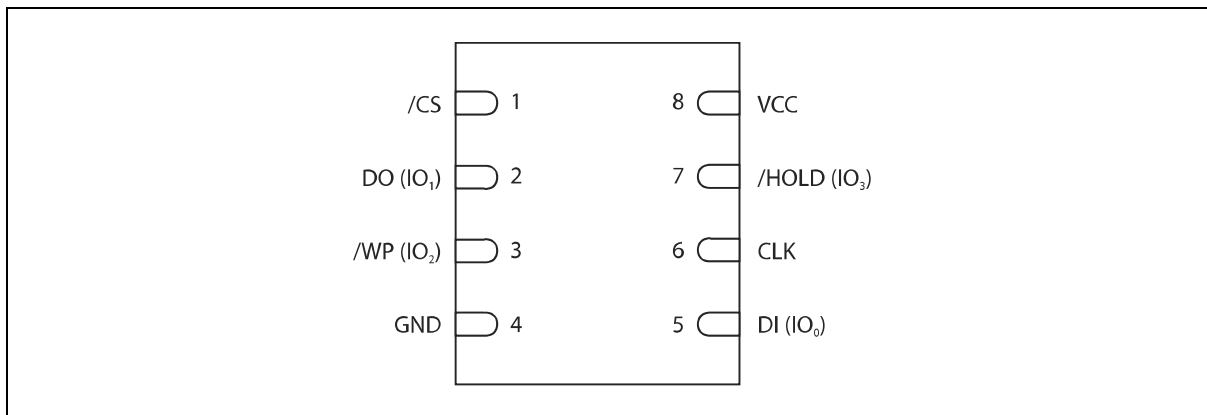 /CS 1 8 VCC
DO (IO₁) 2 7 /HOLD (IO₃)
/WP (IO₂) 3 6 CLK
GND 4 5 DI (IO₀)